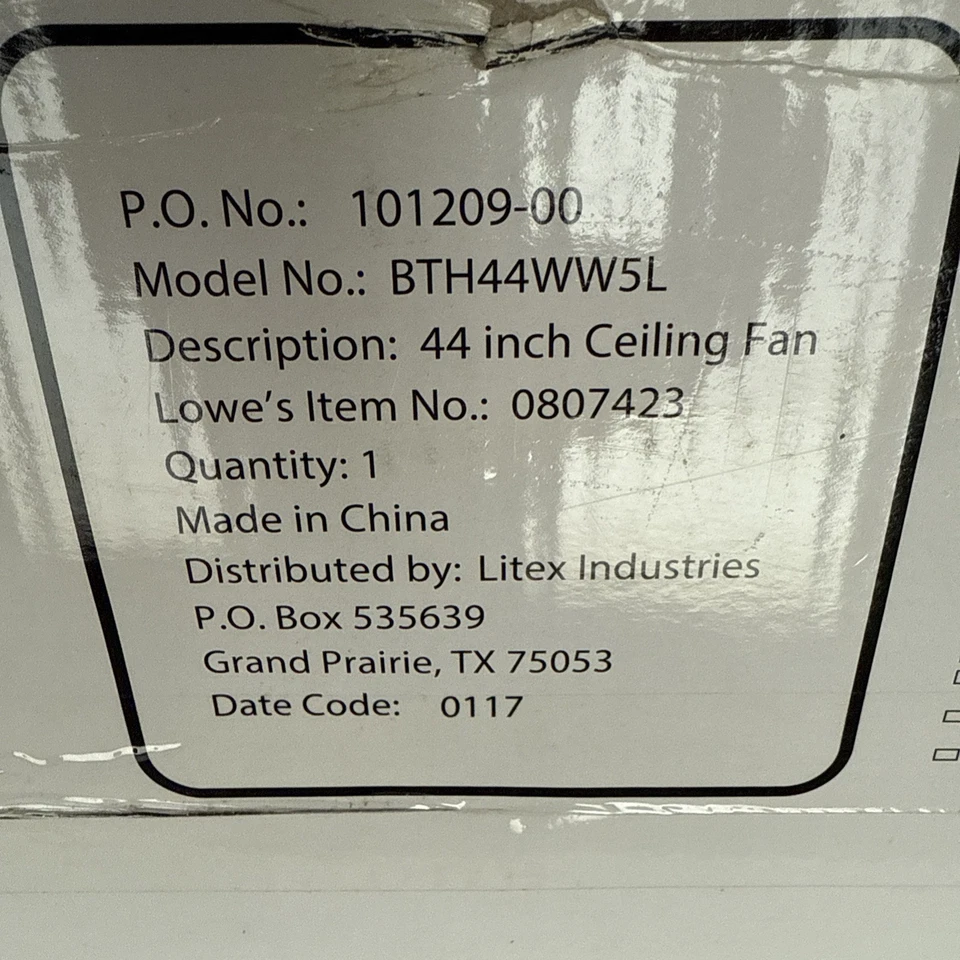 P.O. No.: 101209-00
Model No.: BTH44WW5L
Description: 44 inch Ceiling Fan
Lowe's Item No.: 0807423
Quantity: 1
Made in China
Distributed by: Litex Industries
P.O. Box 535639
Grand Prairie, TX 75053
Date Code: 0117